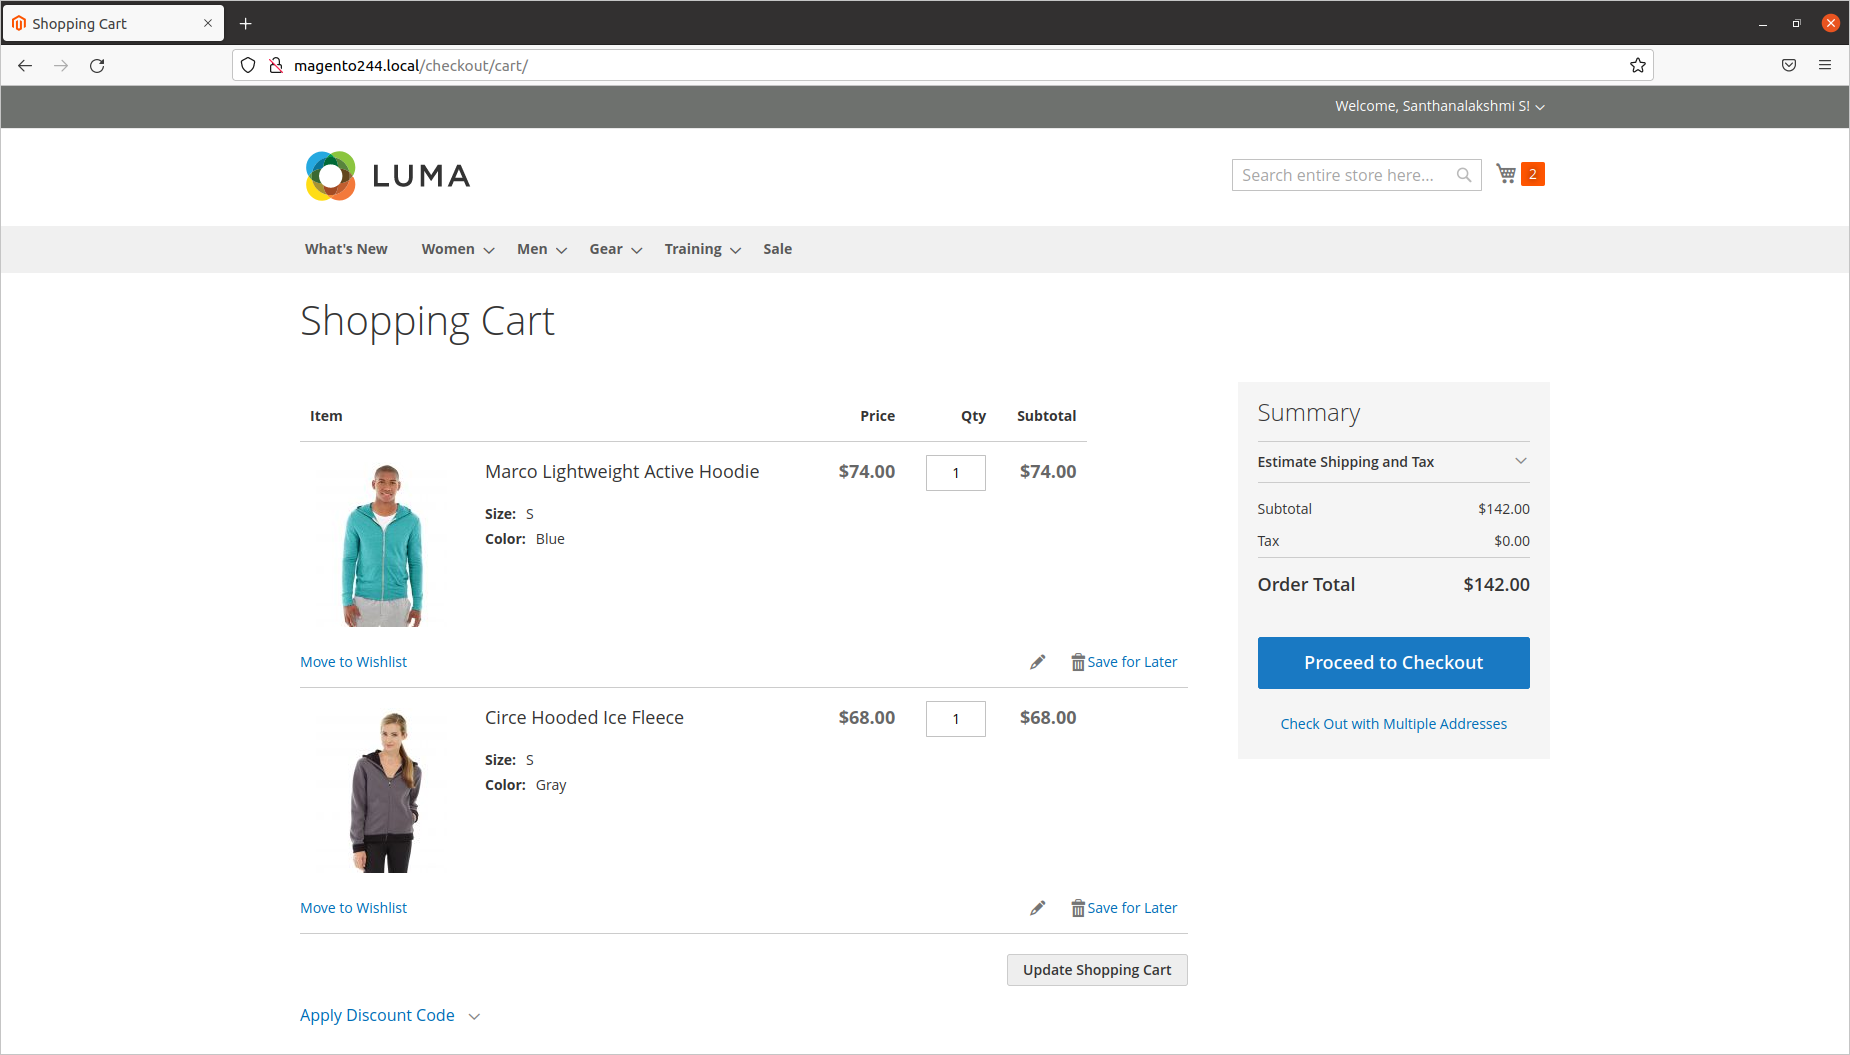 Shopping Cart
magento244.local/checkout/cart/
Welcome, Santhanalakshmi S!
LUMA
Search entire store here...
2
What's New Women Men Gear Training Sale
Shopping Cart
Item Price Qty Subtotal
Marco Lightweight Active Hoodie $74.00 1 $74.00
Size: S
Color: Blue
Move to Wishlist Save for Later
Circe Hooded Ice Fleece $68.00 1 $68.00
Size: S
Color: Gray
Move to Wishlist Save for Later
Update Shopping Cart
Apply Discount Code
Summary
Estimate Shipping and Tax
Subtotal $142.00
Tax $0.00
Order Total $142.00
Proceed to Checkout
Check Out with Multiple Addresses